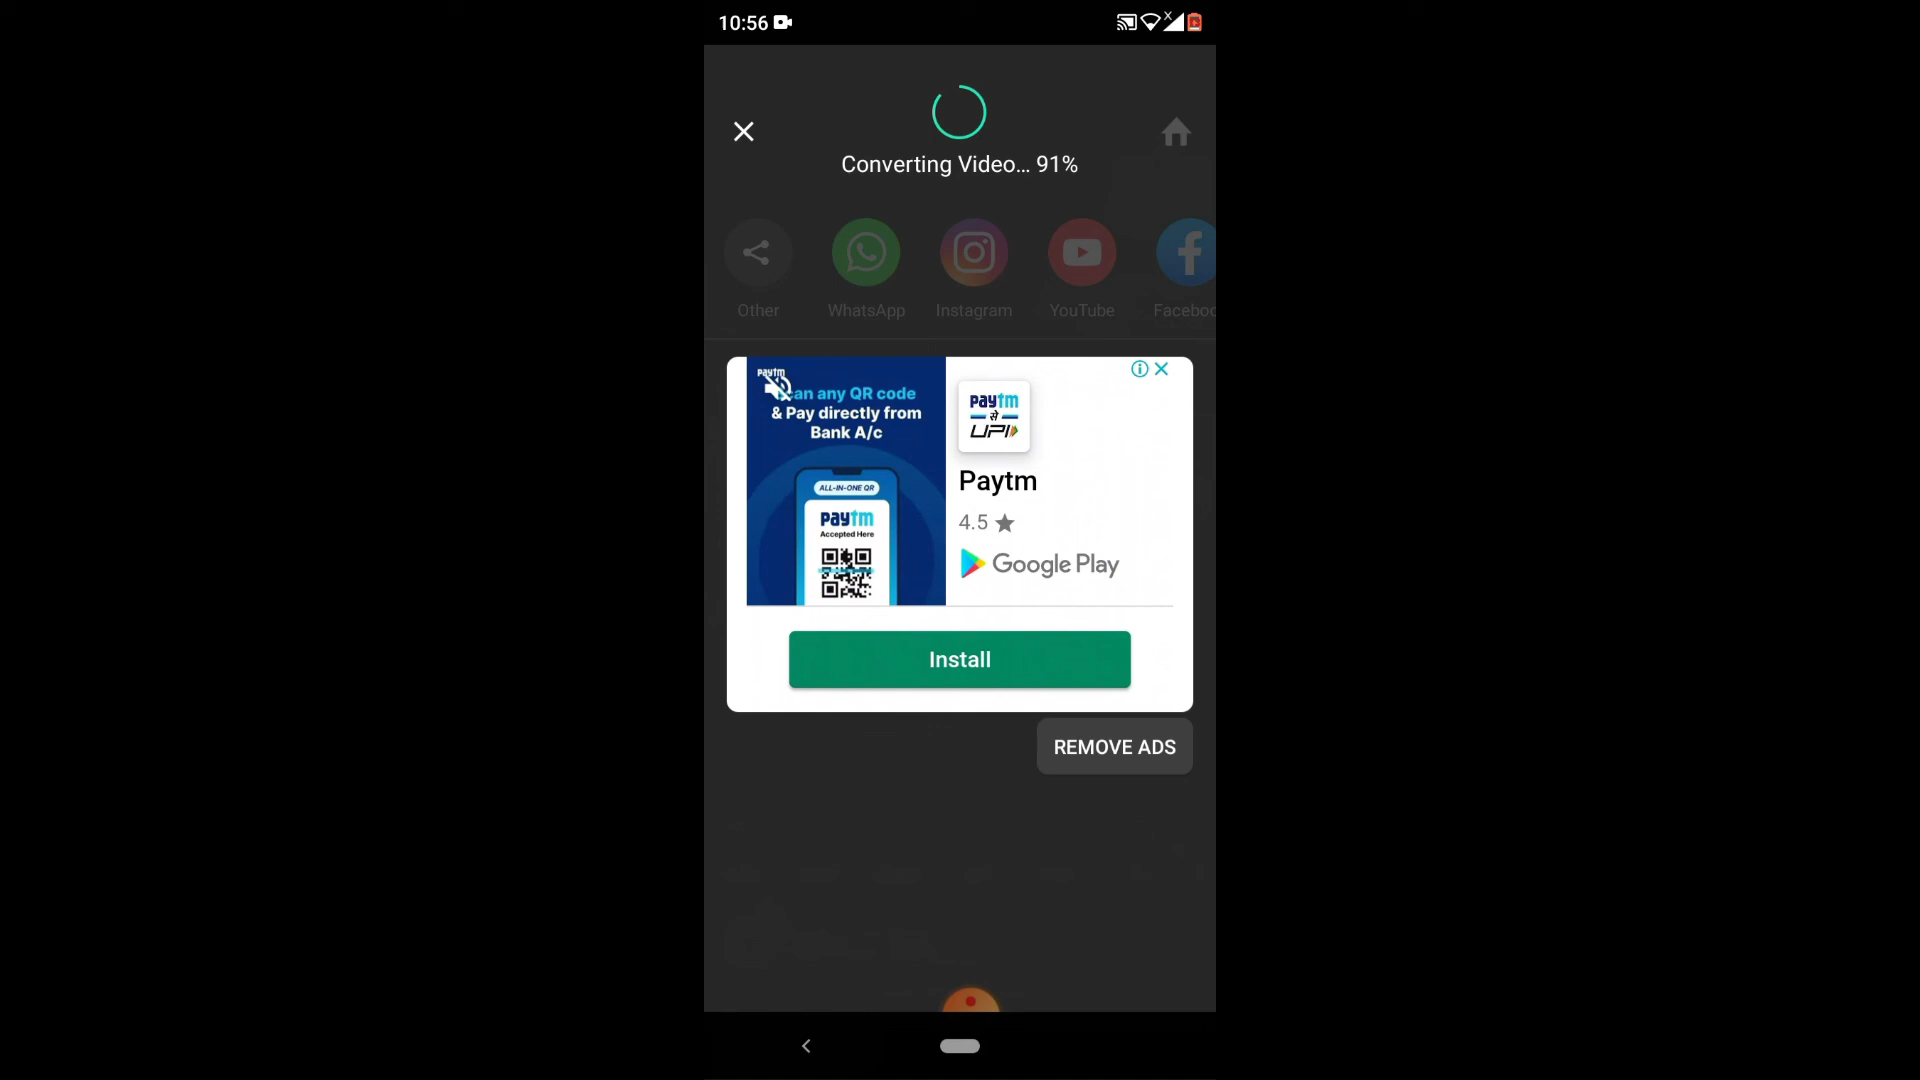 10:56
Converting Video... 91%
Other
WhatsApp
Instagram
YouTube
Faceboo
paytm
an any QR code
& Pay directly from
Bank A/c
ALL-IN-ONE QR
paytm
Accepted Here
paytm
से
UPI
Paytm
4.5 ★
Google Play
Install
REMOVE ADS